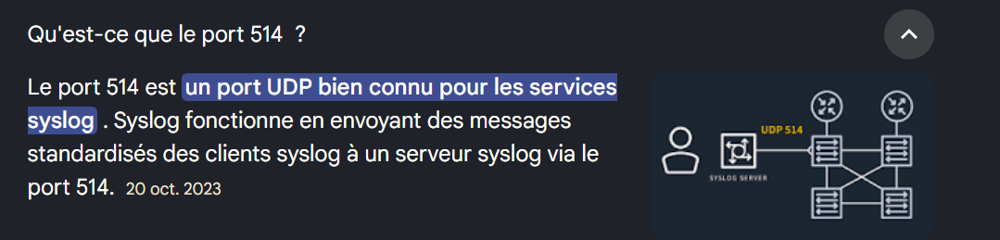 Qu'est-ce que le port 514 ?
Le port 514 est un port UDP bien connu pour les services
syslog . Syslog fonctionne en envoyant des messages
standardisés des clients syslog à un serveur syslog via le
port 514. 20 oct. 2023
UDP 514
SYSLOG SERVER